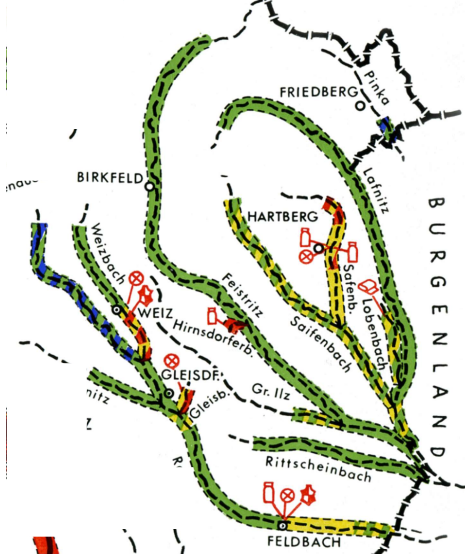 Pinka
FRIEDBERG
BIRKFELD
Lafnitz
BURGENLAND
HARTBERG
Weizbach
Safenb.
Feistritz
Lobenbach
WEIZ
Hirnsdorferb.
Saifenbach
GLEISDF.
Gr. Ilz
nitz
Gleisb.
Z
R.
Rittscheinbach
FELDBACH